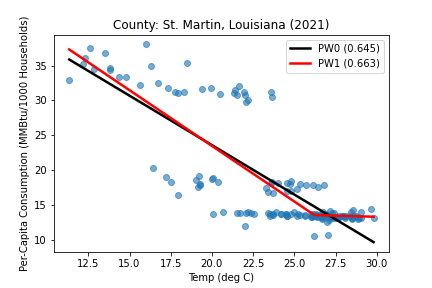 County: St. Martin, Louisiana (2021)
PW0 (0.645)
PW1 (0.663)
Per-Capita Consumption (MMBtu/1000 Households)
35
30
25
20
15
10
12.5 15.0 17.5 20.0 22.5 25.0 27.5 30.0
Temp (deg C)